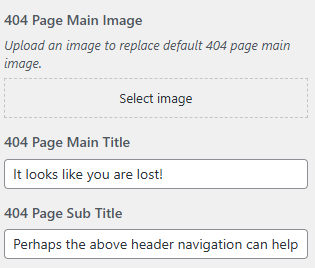 404 Page Main Image
Upload an image to replace default 404 page main
image.
Select image
404 Page Main Title
It looks like you are lost!
404 Page Sub Title
Perhaps the above header navigation can help